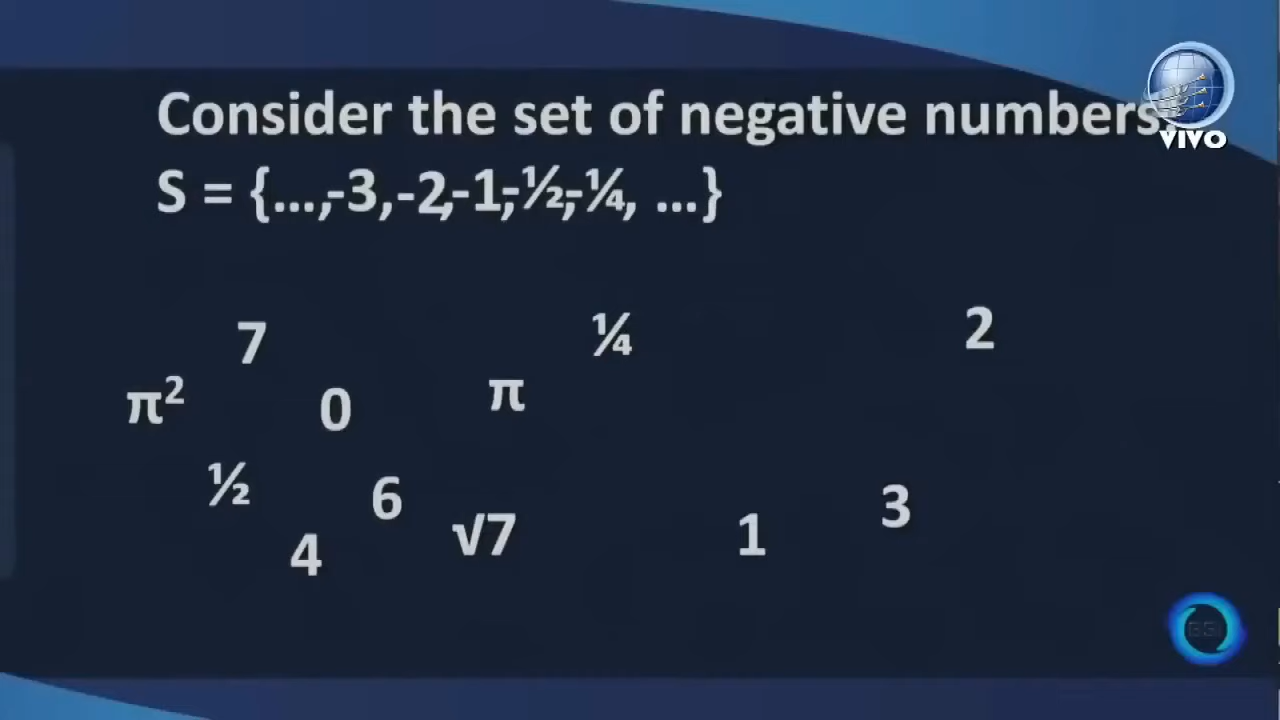 Consider the set of negative numbers
S = {...,-3,-2,-1,-½,-¼, ...}
VIVO
7
¼
2
π²
0
π
½
6
3
4
√7
1